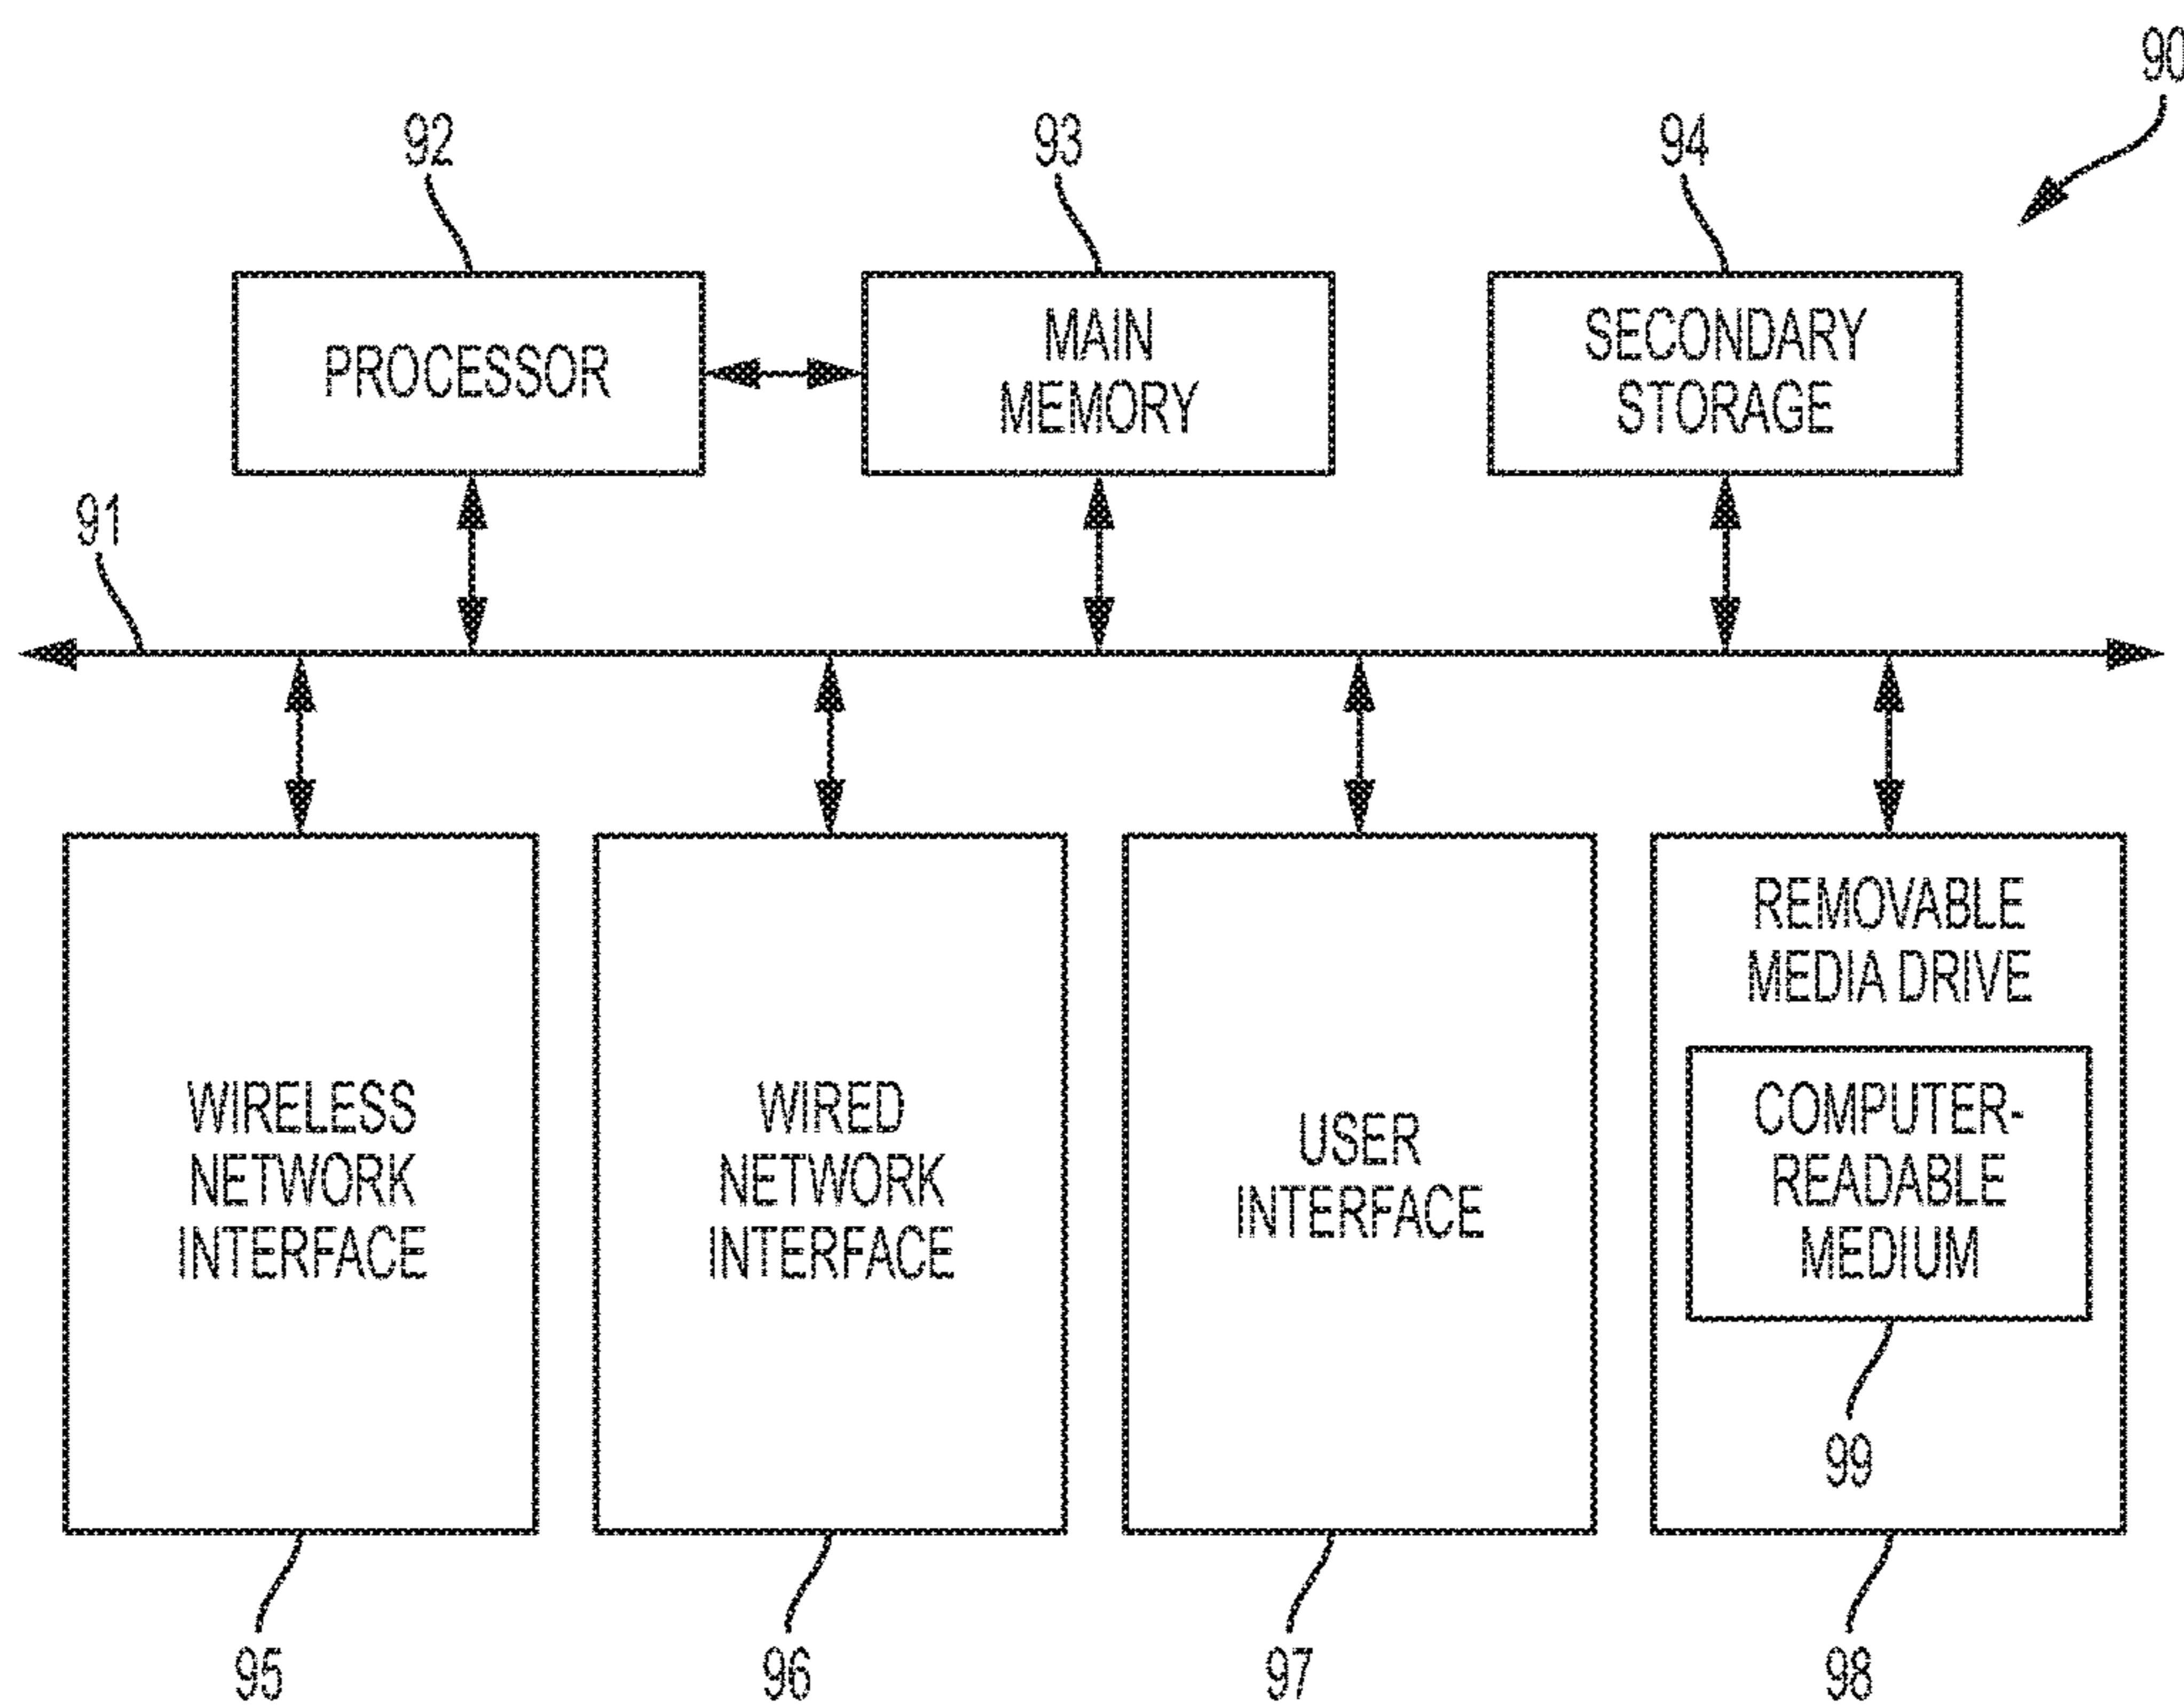 90
92
93
94
PROCESSOR
MAIN
MEMORY
SECONDARY
STORAGE
91
WIRELESS
NETWORK
INTERFACE
WIRED
NETWORK
INTERFACE
USER
INTERFACE
REMOVABLE
MEDIA DRIVE
COMPUTER-
READABLE
MEDIUM
99
95
96
97
98